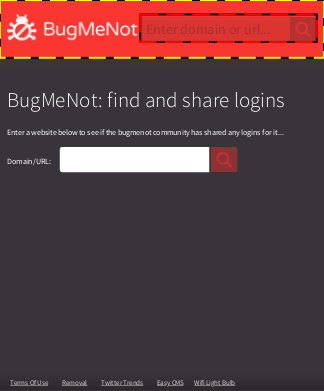 BugMeNot
Enter domain or url...
BugMeNot: find and share logins
Enter a website below to see if the bugmenot community has shared any logins for it...
Domain/URL:
Terms Of Use Removal Twitter Trends Easy CMS Wifi Light Bulb